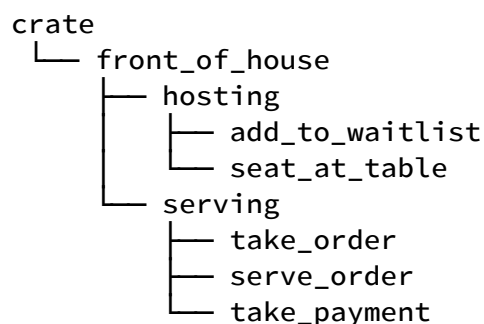 crate
└── front_of_house
    ├── hosting
    │   ├── add_to_waitlist
    │   └── seat_at_table
    └── serving
        ├── take_order
        ├── serve_order
        └── take_payment